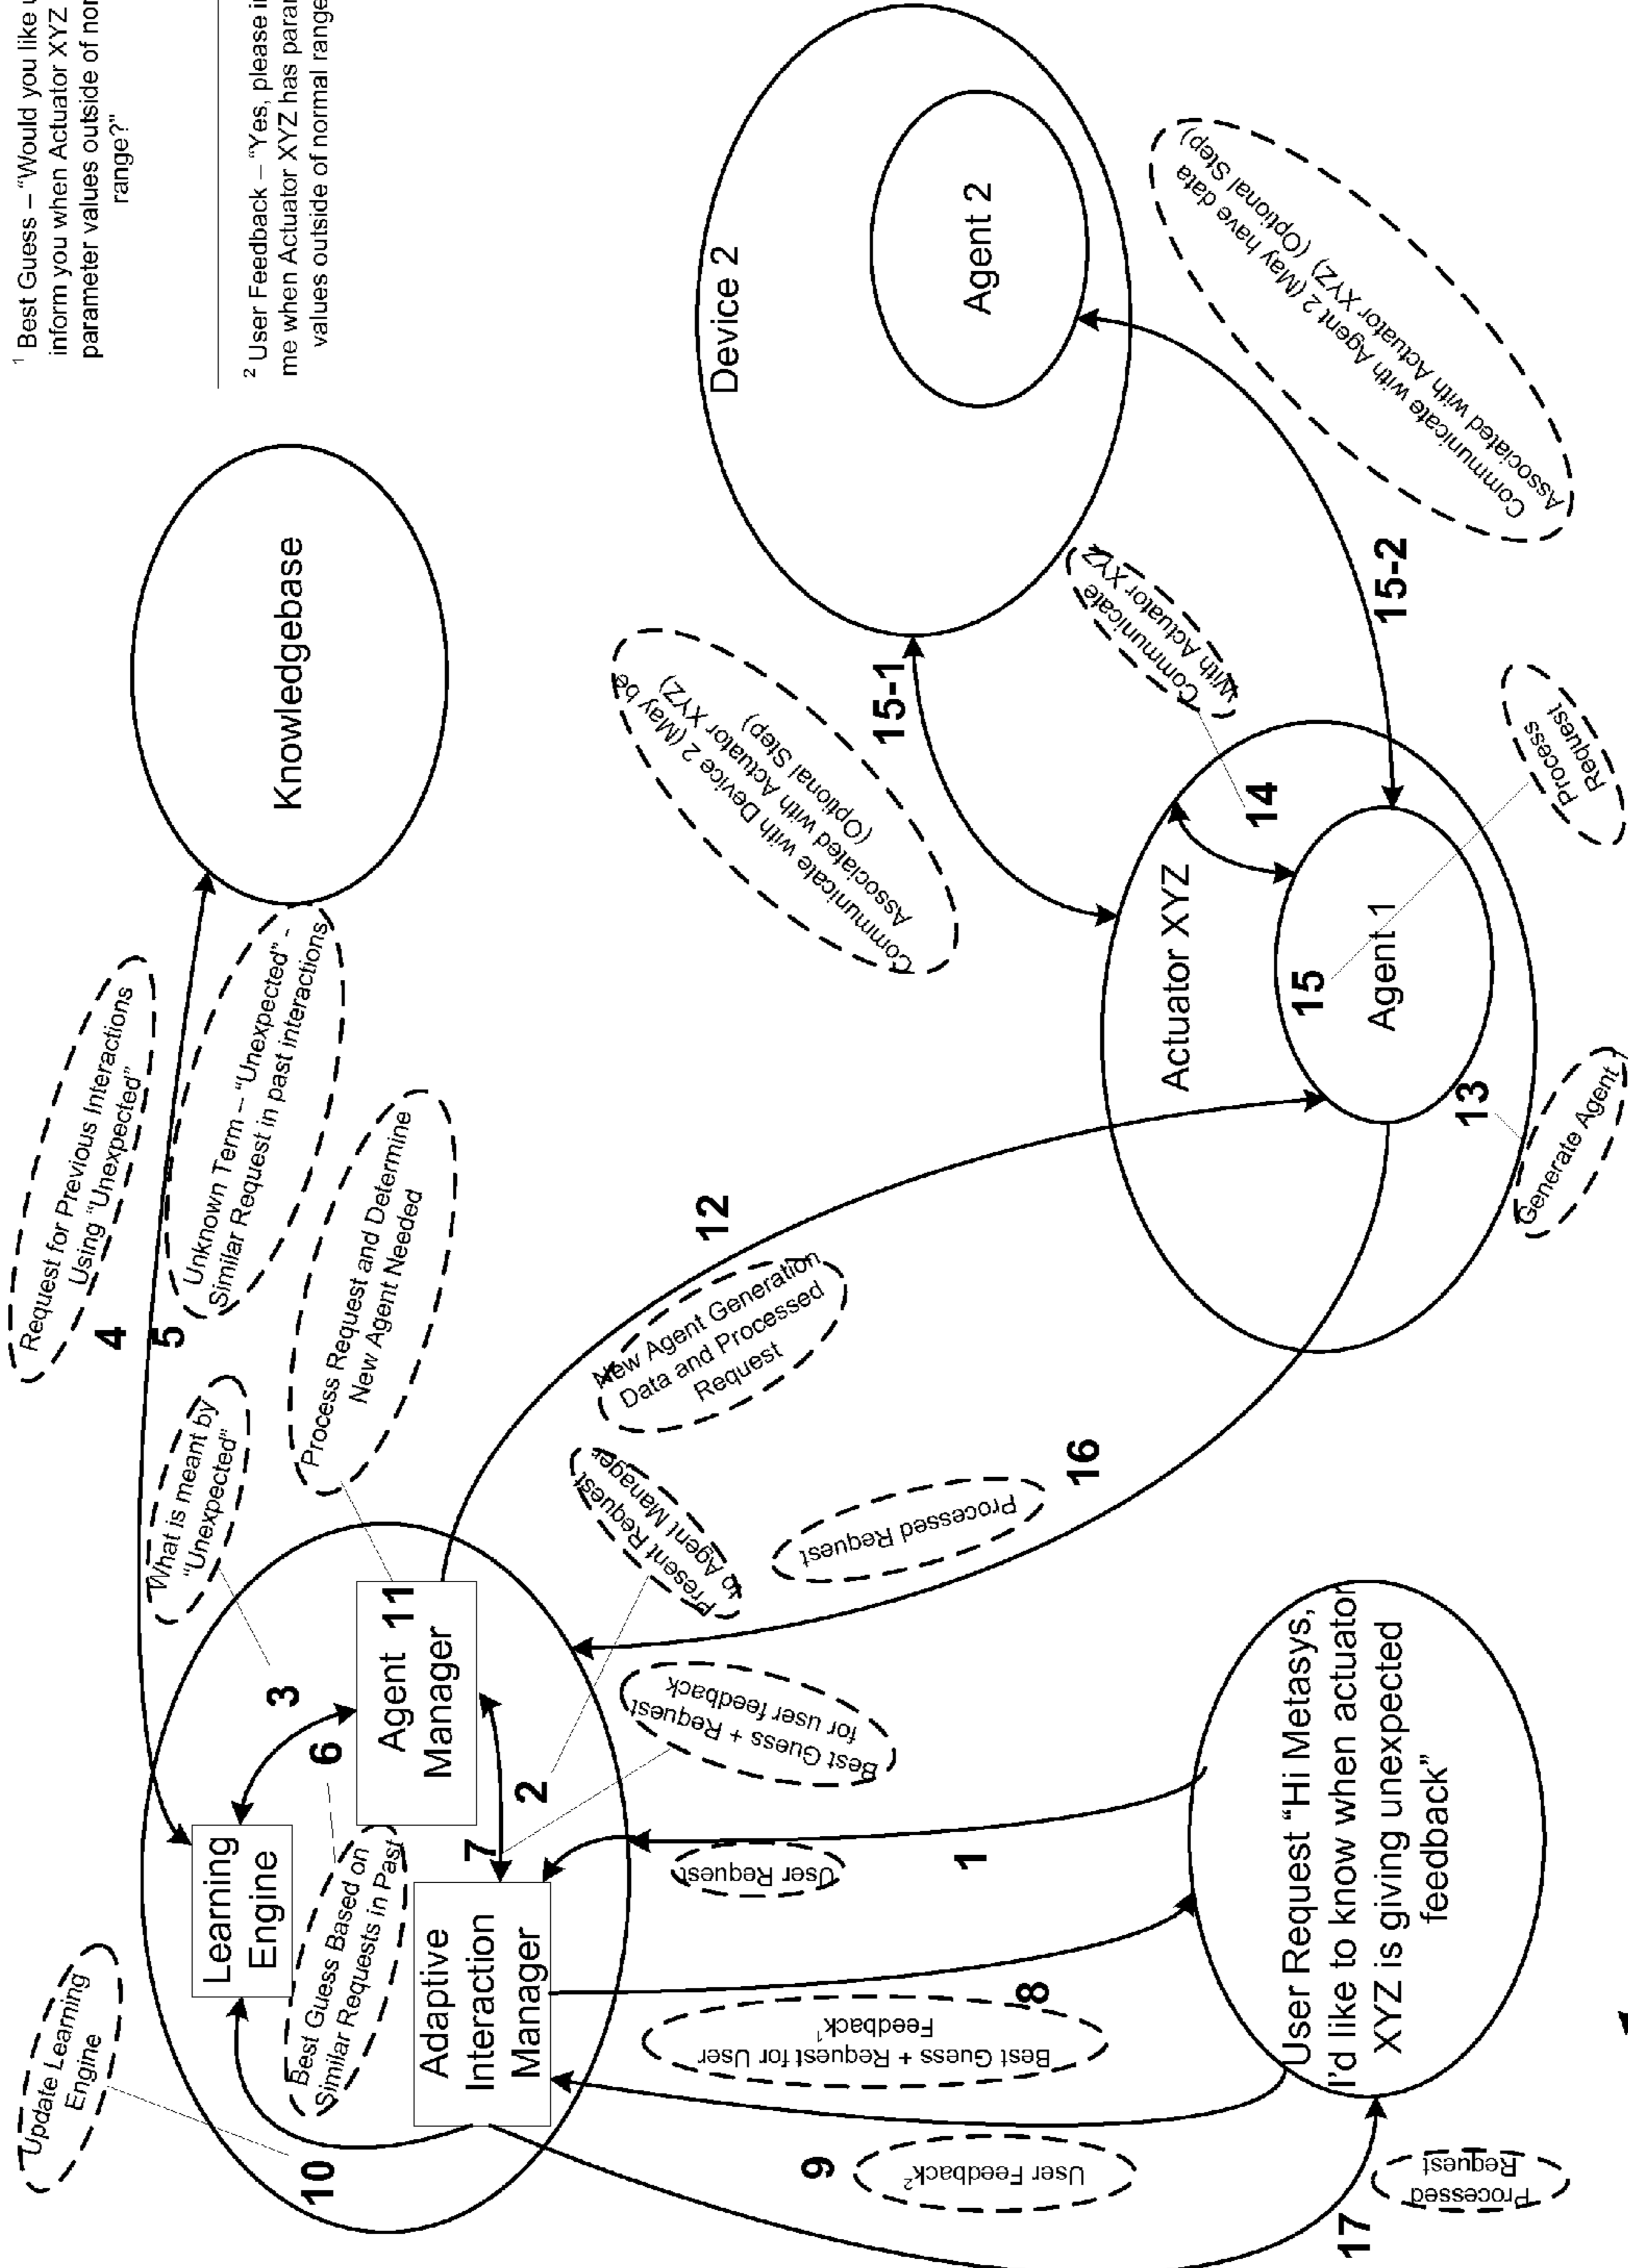 Update Learning
Engine
10
Learning
Engine
Best Guess Based on
Similar Requests in Past
6
3
What is meant by
"Unexpected"
Request for Previous Interactions
Using "Unexpected"
4
5
Unknown Term – "Unexpected" -
Similar Request in past interactions
Process Request and Determine
New Agent Needed
Knowledgebase
¹ Best Guess – "Would you like
inform you when Actuator XYZ
parameter values outside of
range?"
² User Feedback – "Yes, please
me when Actuator XYZ has
values outside of normal range
Adaptive
Interaction
Manager
7
2
Agent 11
Manager
Present Request
to Agent Manager
Best Guess + Request
for user feedback
New Agent Generation
Data and Processed
Request
12
Processed Request
16
User Request
1
8
Best Guess + Request for User
Feedback¹
9
User Feedback²
17
Processed
Request
User Request "Hi Metasys,
I'd like to know when actuator
XYZ is giving unexpected
feedback"
Communicate with Device 2 (May be
Associated with Actuator XYZ)
(Optional Step)
15-1
Device 2
Agent 2
Communicate
With Actuator XYZ
14
Actuator XYZ
15
Agent 1
13
Generate Agent
Process
Request
15-2
Communicate with Agent 2 (May have data
Associated with Actuator XYZ) (Optional Step)